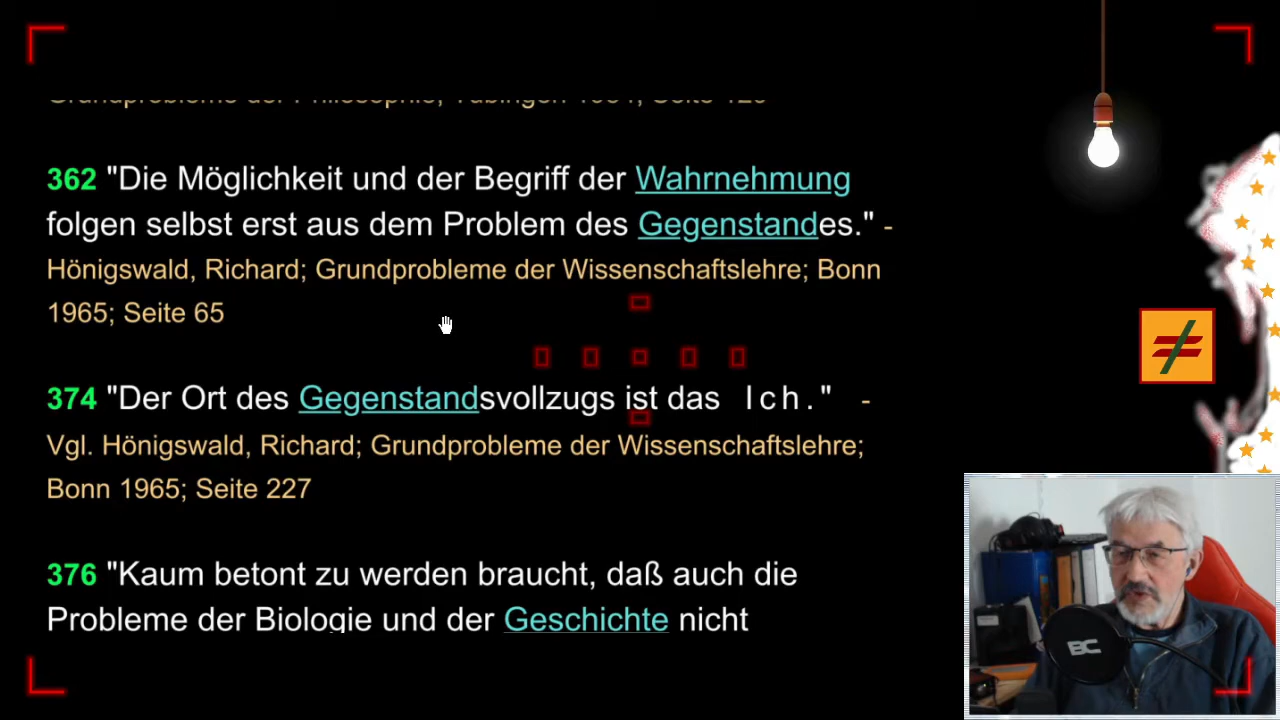 362 "Die Möglichkeit und der Begriff der Wahrnehmung
folgen selbst erst aus dem Problem des Gegenstandes." -
Hönigswald, Richard; Grundprobleme der Wissenschaftslehre; Bonn
1965; Seite 65
374 "Der Ort des Gegenstandsvollzugs ist das Ich." -
Vgl. Hönigswald, Richard; Grundprobleme der Wissenschaftslehre;
Bonn 1965; Seite 227
376 "Kaum betont zu werden braucht, daß auch die
Probleme der Biologie und der Geschichte nicht
≠
BC